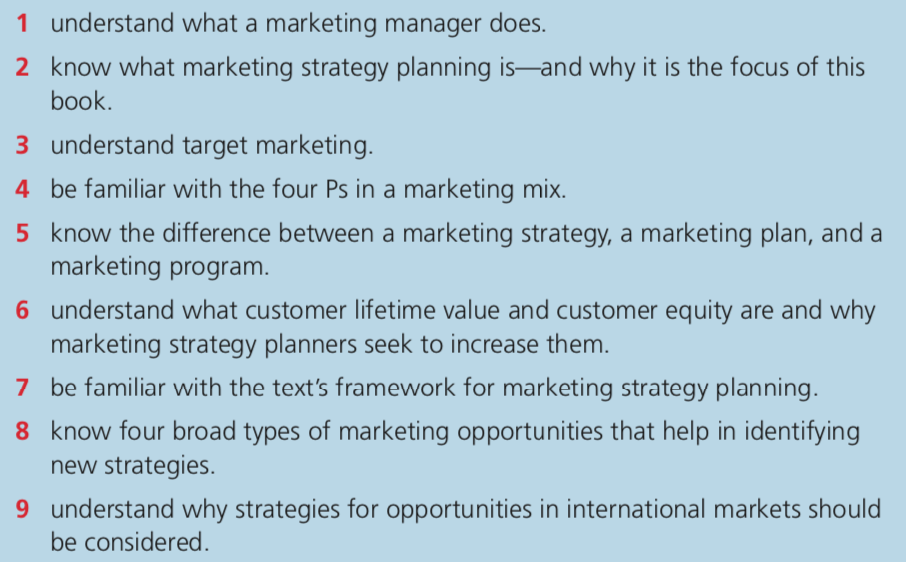 1 understand what a marketing manager does.
2 know what marketing strategy planning is—and why it is the focus of this
book.
3 understand target marketing.
4 be familiar with the four Ps in a marketing mix.
5 know the difference between a marketing strategy, a marketing plan, and a
marketing program.
6 understand what customer lifetime value and customer equity are and why
marketing strategy planners seek to increase them.
7 be familiar with the text’s framework for marketing strategy planning.
8 know four broad types of marketing opportunities that help in identifying
new strategies.
9 understand why strategies for opportunities in international markets should
be considered.